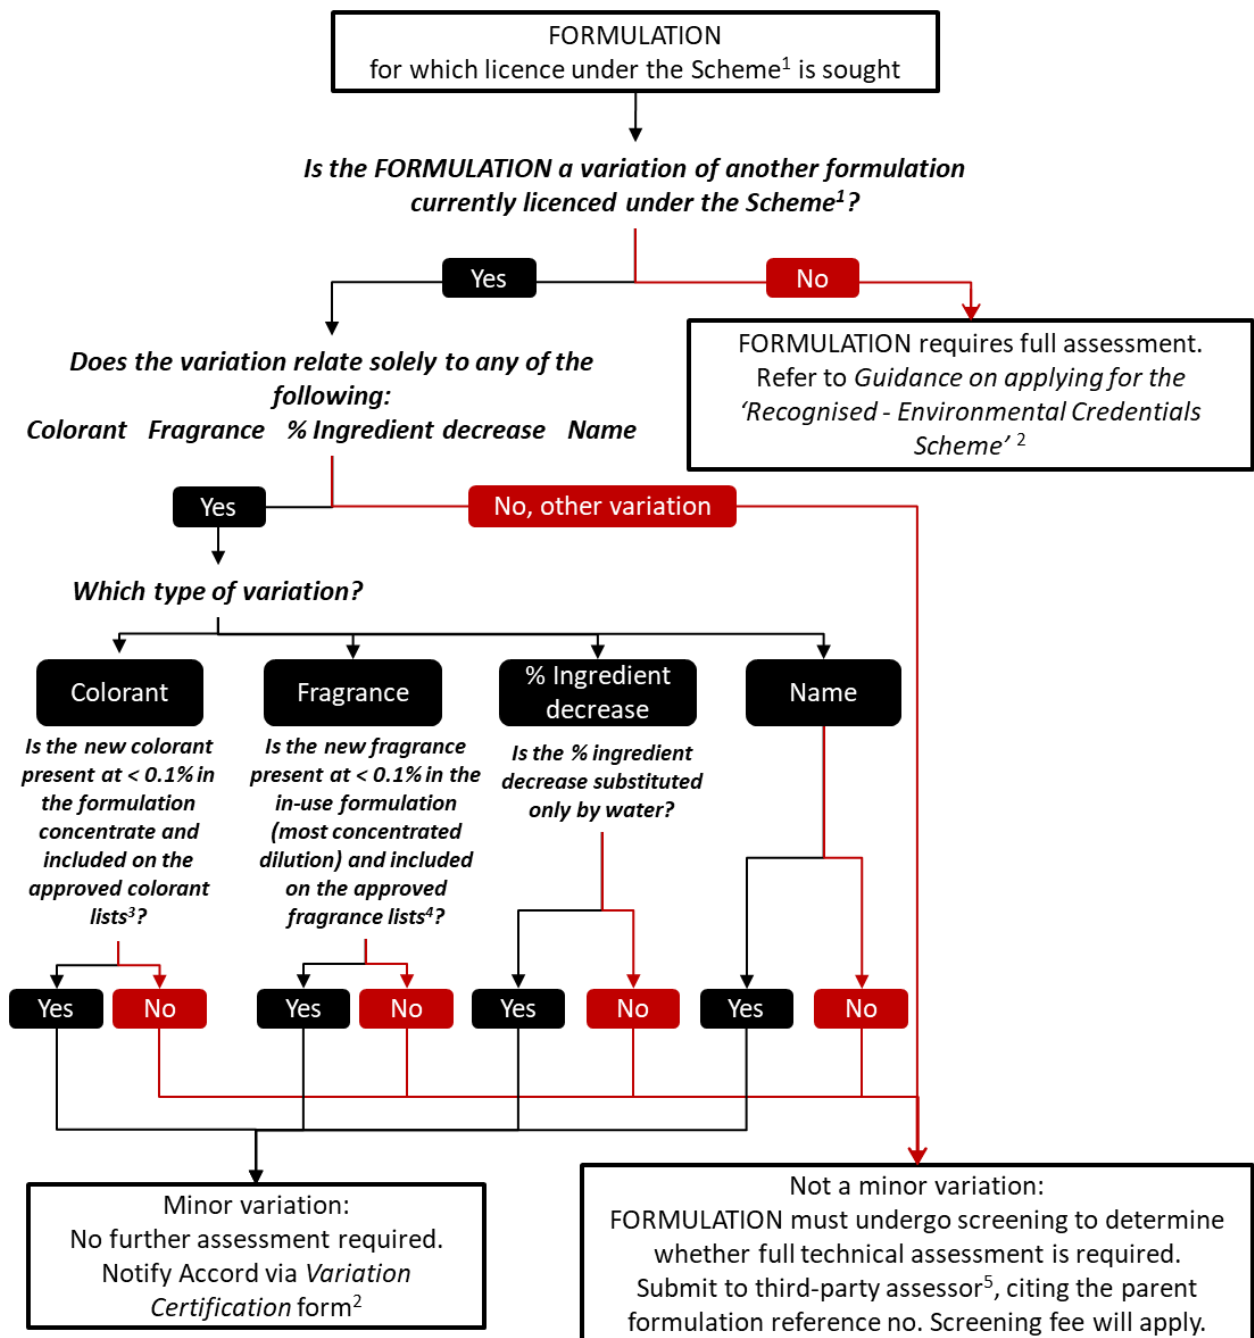 FORMULATION
for which licence under the Scheme¹ is sought
Is the FORMULATION a variation of another formulation
currently licenced under the Scheme¹?
Yes
No
FORMULATION requires full assessment.
Refer to Guidance on applying for the
‘Recognised - Environmental Credentials
Scheme’ ²
Does the variation relate solely to any of the
following:
Colorant Fragrance % Ingredient decrease Name
Yes
No, other variation
Which type of variation?
Colorant
Fragrance
% Ingredient
decrease
Name
Is the new colorant
present at < 0.1% in
the formulation
concentrate and
included on the
approved colorant
lists³?
Is the new fragrance
present at < 0.1% in the
in-use formulation
(most concentrated
dilution) and included
on the approved
fragrance lists⁴?
Is the % ingredient
decrease substituted
only by water?
Yes
No
Yes
No
Yes
No
Yes
No
Minor variation:
No further assessment required.
Notify Accord via Variation
Certification form²
Not a minor variation:
FORMULATION must undergo screening to determine
whether full technical assessment is required.
Submit to third-party assessor⁵, citing the parent
formulation reference no. Screening fee will apply.